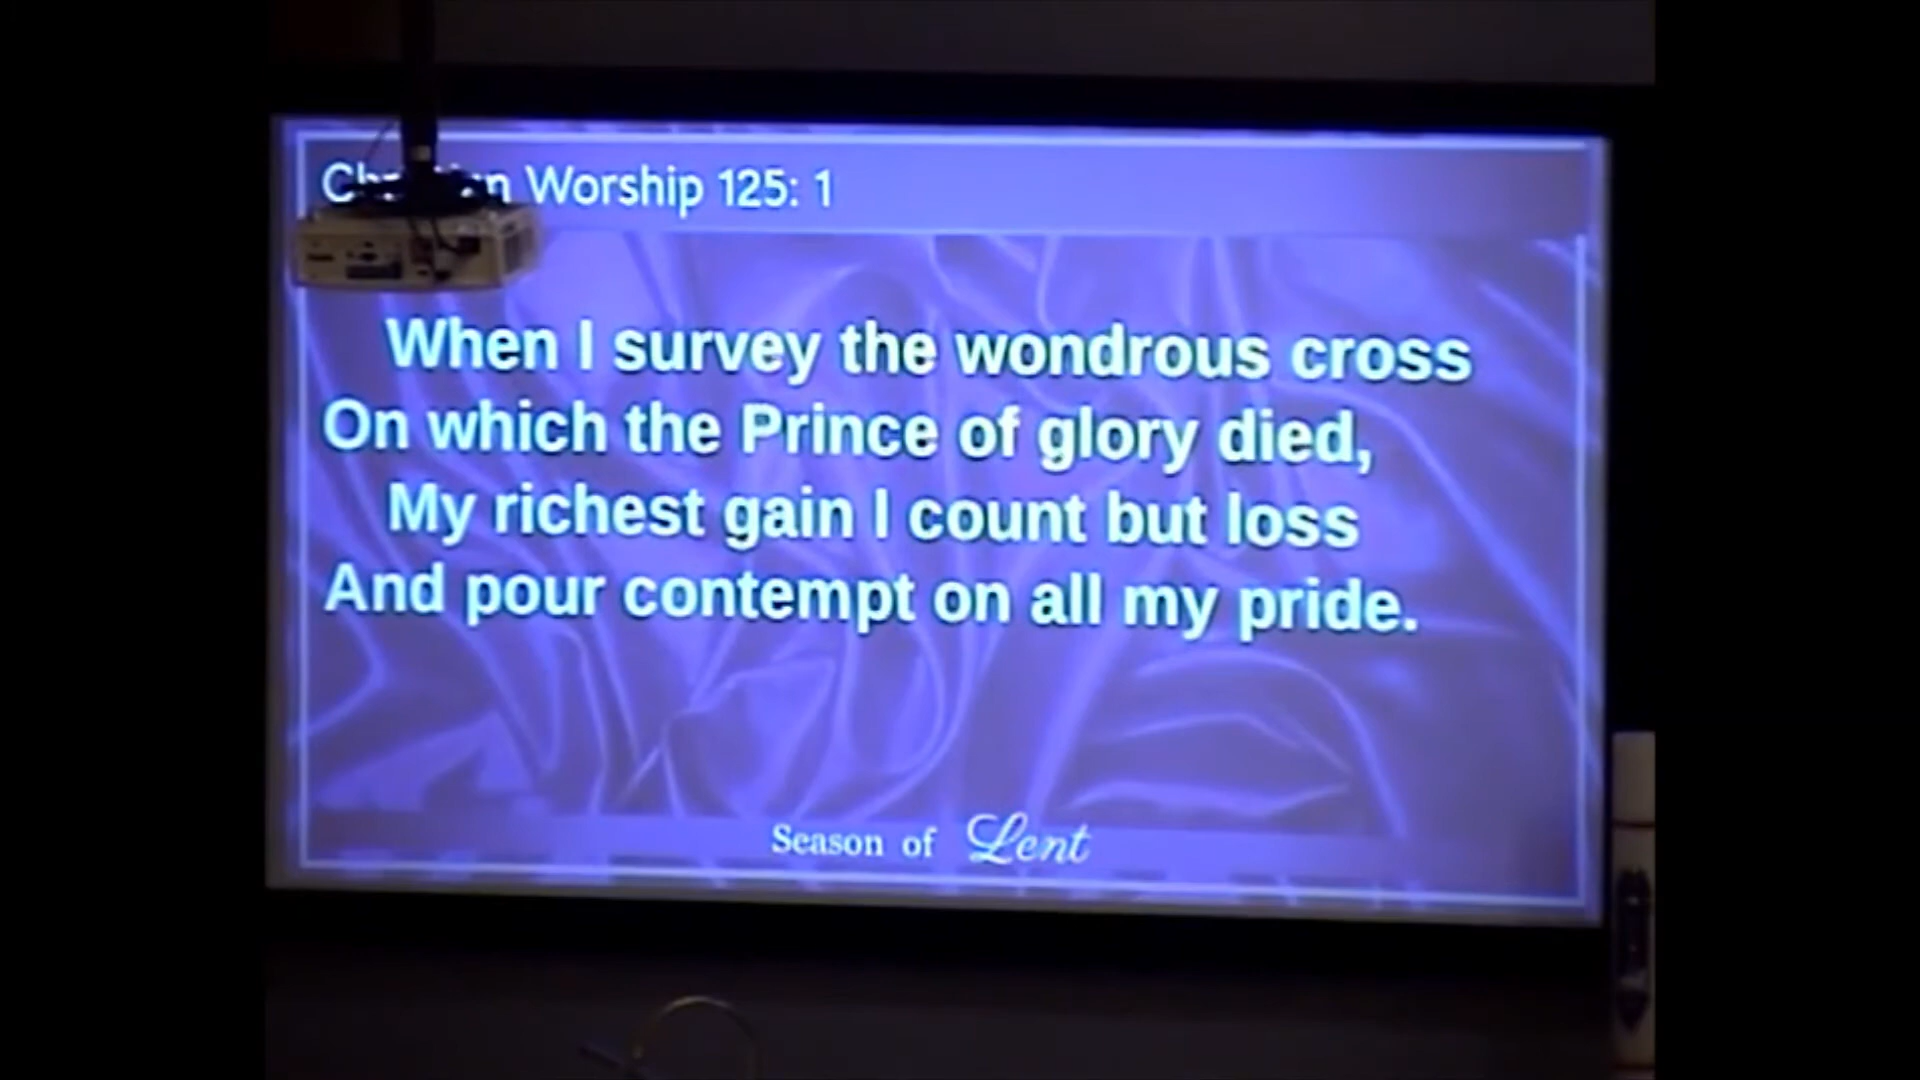 Christian Worship 125: 1
When I survey the wondrous cross
On which the Prince of glory died,
My richest gain I count but loss
And pour contempt on all my pride.
Season of Lent